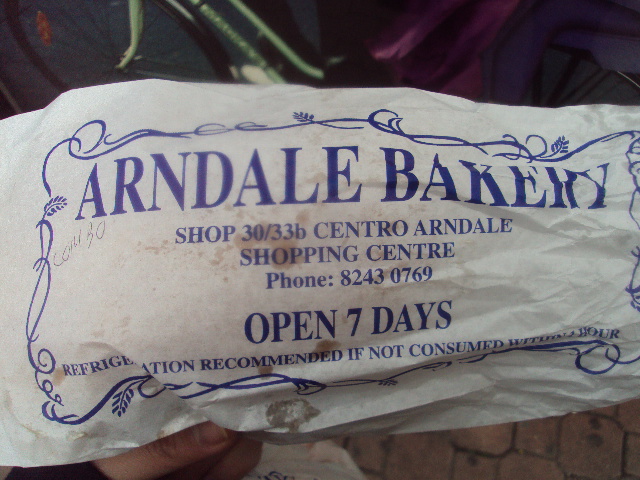 ARNDALE BAKERY
SHOP 30/33b CENTRO ARNDALE
SHOPPING CENTRE
Phone: 8243 0769
OPEN 7 DAYS
RECOMMENDED IF NOT CONSUMED HOUR